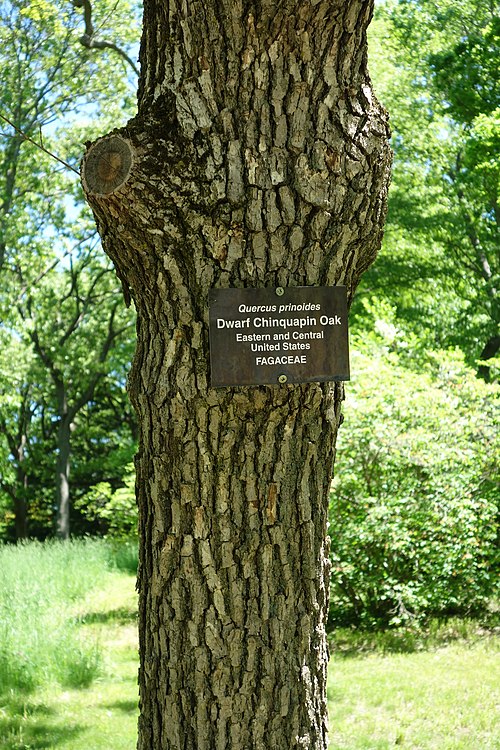 Quercus prinoides
Dwarf Chinquapin Oak
Eastern and Central
United States
FAGACEAE